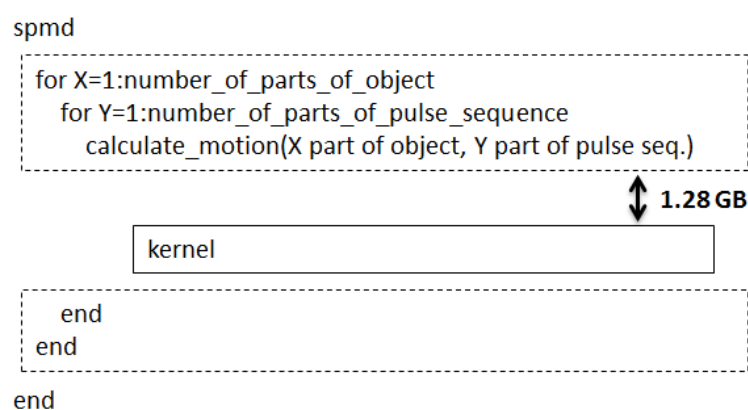 spmd
for X=1:number_of_parts_of_object
for Y=1:number_of_parts_of_pulse_sequence
calculate_motion(X part of object, Y part of pulse seq.)
1.28 GB
kernel
end
end
end